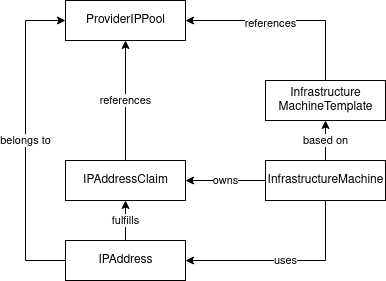 ProviderIPPool
references
Infrastructure
MachineTemplate
references
belongs to
based on
IPAddressClaim
owns
InfrastructureMachine
fulfills
IPAddress
uses